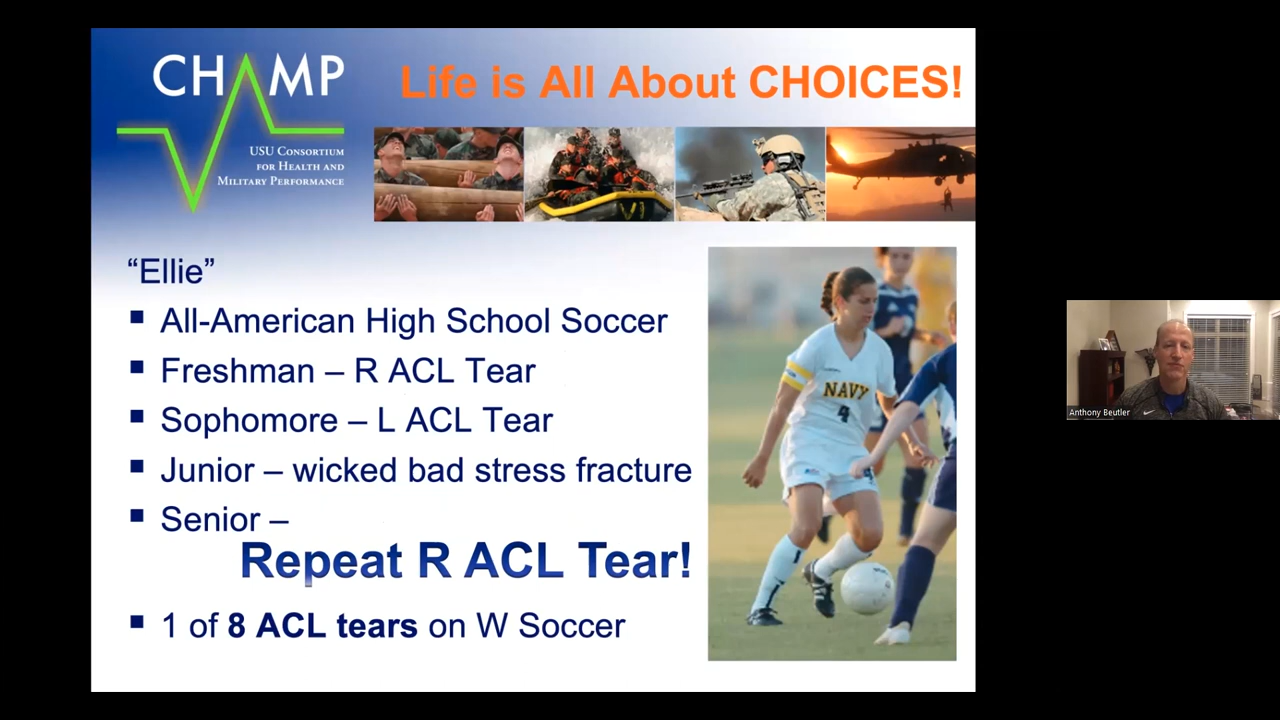 CHAMP
USU CONSORTIUM
FOR HEALTH AND
MILITARY PERFORMANCE
Life is All About CHOICES!
“Ellie”
▪ All-American High School Soccer
▪ Freshman – R ACL Tear
▪ Sophomore – L ACL Tear
▪ Junior – wicked bad stress fracture
▪ Senior –
Repeat R ACL Tear!
▪ 1 of 8 ACL tears on W Soccer
NAVY
4
Anthony Beutler